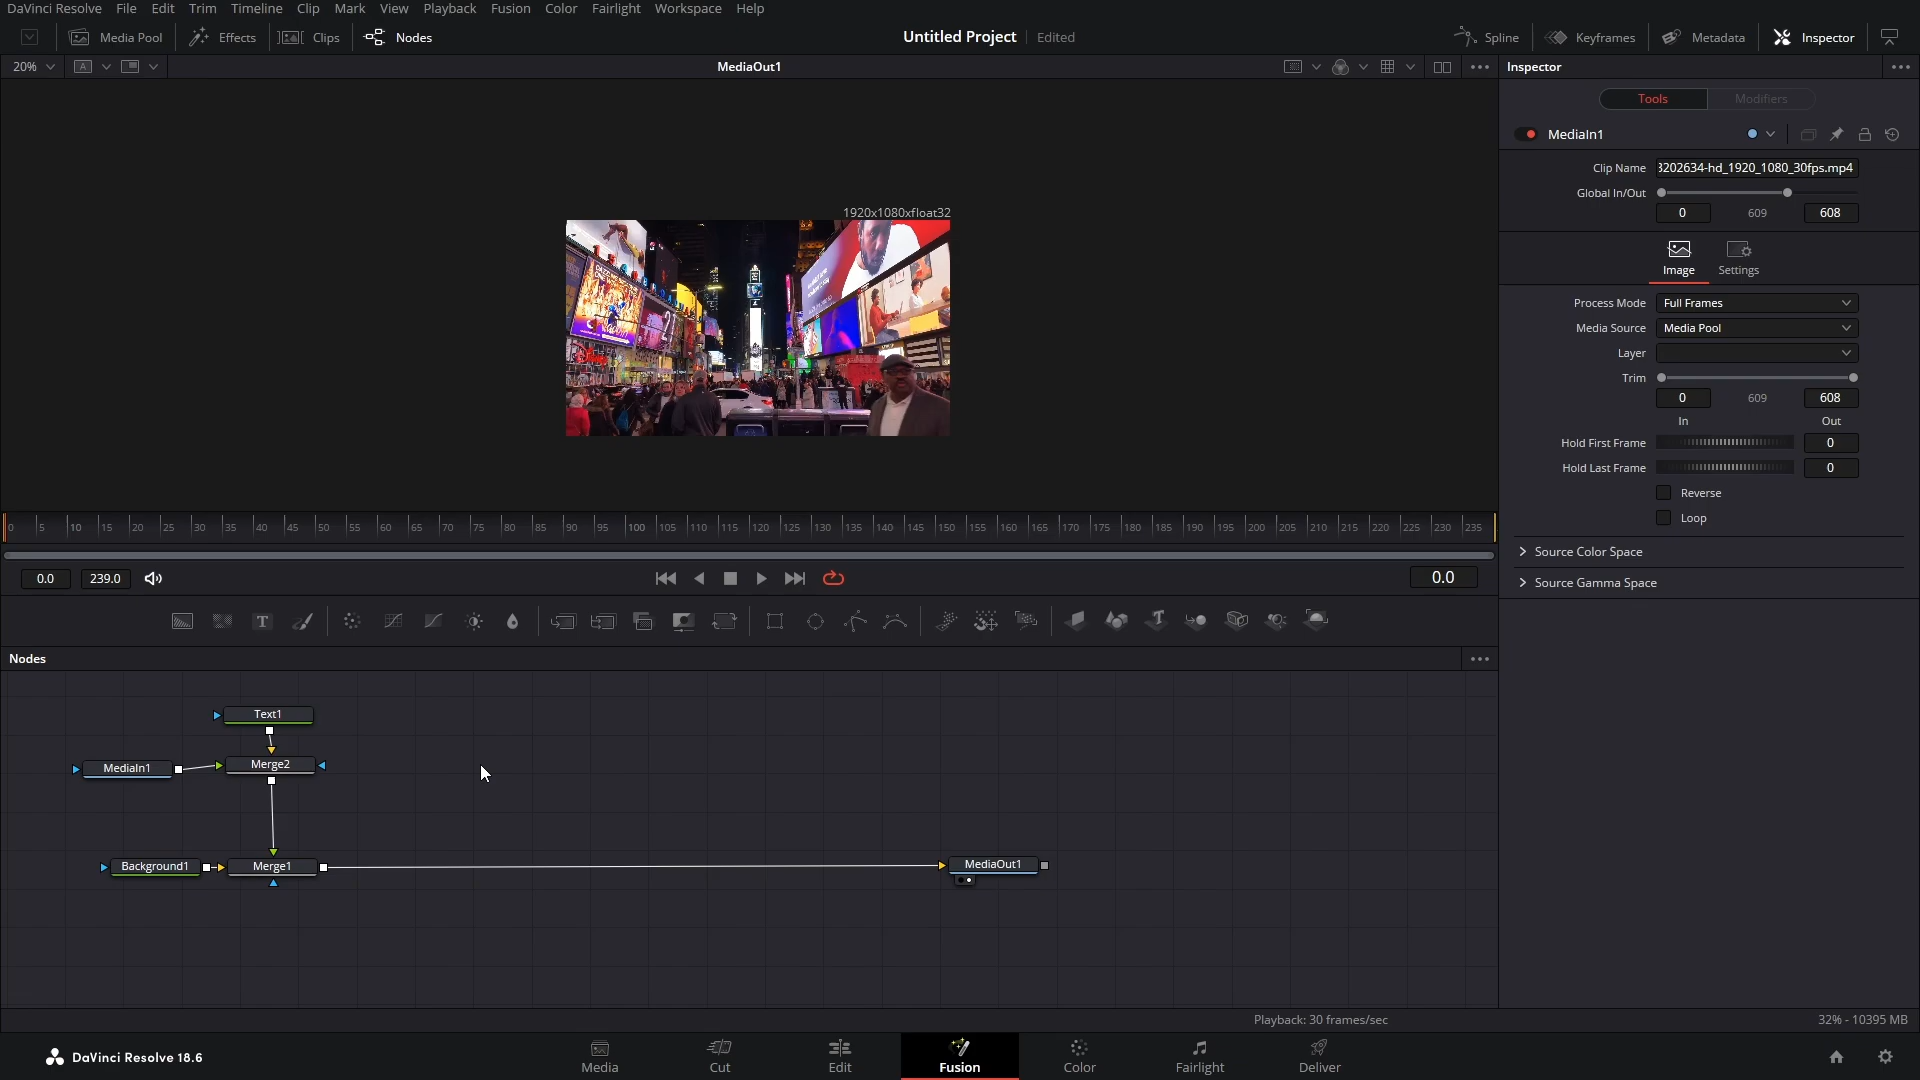 DaVinci Resolve File Edit Trim Timeline Clip Mark View Playback Fusion Color Fairlight Workspace Help
Media Pool Effects Clips Nodes Untitled Project Edited Spline Keyframes Metadata Inspector
20% A MediaOut1 Inspector
Tools Modifiers
MediaIn1
Clip Name 3202634-hd_1920_1080_30fps.mp4
Global In/Out
0 609 608
1920x1080xfloat32
Image Settings
Process Mode Full Frames
Media Source Media Pool
Layer
Trim
0 609 608
In Out
Hold First Frame 0
Hold Last Frame 0
Reverse
Loop
Source Color Space
Source Gamma Space
0 5 10 15 20 25 30 35 40 45 50 55 60 65 70 75 80 85 90 95 100 105 110 115 120 125 130 135 140 145 150 155 160 165 170 175 180 185 190 195 200 205 210 215 220 225 230 235
0.0 239.0 0.0
T T
Nodes
Text1
MediaIn1 Merge2
Background1 Merge1 MediaOut1
Playback: 30 frames/sec 32% - 10395 MB
DaVinci Resolve 18.6 Media Cut Edit Fusion Color Fairlight Deliver